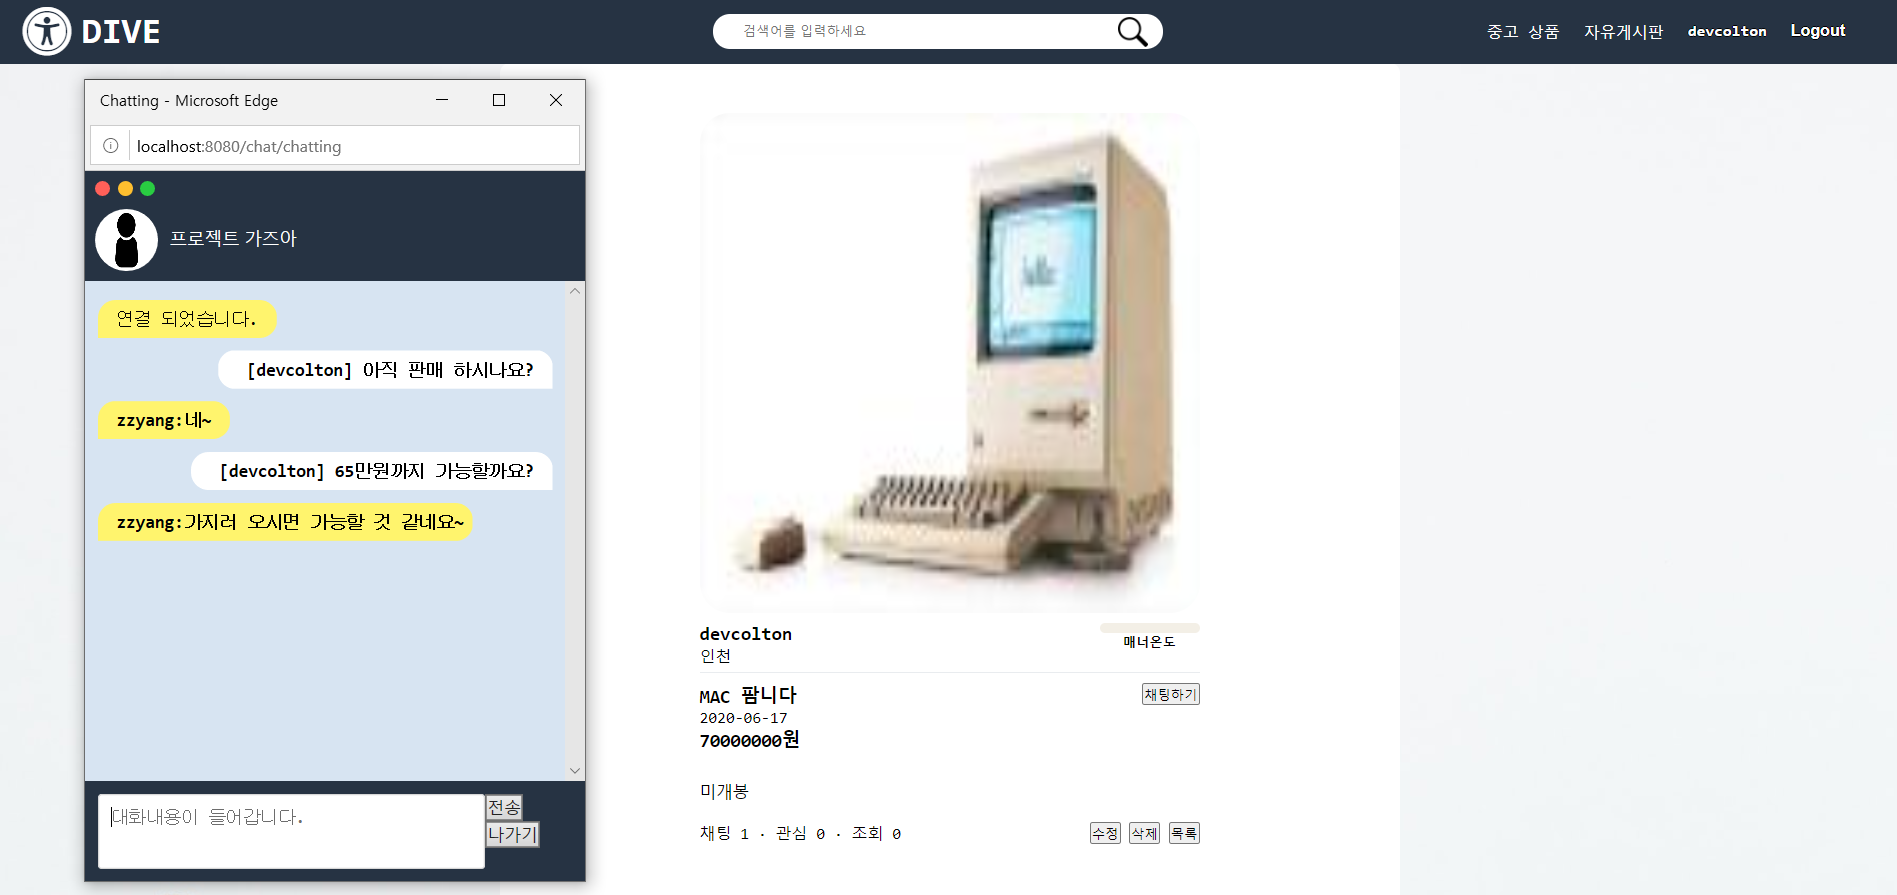 DIVE
검색어를 입력하세요
중고 상품
자유게시판
devcolton
Logout
Chatting - Microsoft Edge
localhost:8080/chat/chatting
프로젝트 가즈아
연결 되었습니다.
[devcolton] 아직 판매 하시나요?
zzyang:네~
[devcolton] 65만원까지 가능할까요?
zzyang:가지러 오시면 가능할 것 같네요~
대화내용이 들어갑니다.
전송
나가기
devcolton
매너온도
인천
MAC 팜니다
채팅하기
2020-06-17
70000000원
미개봉
채팅 1 · 관심 0 · 조회 0
수정 삭제 목록